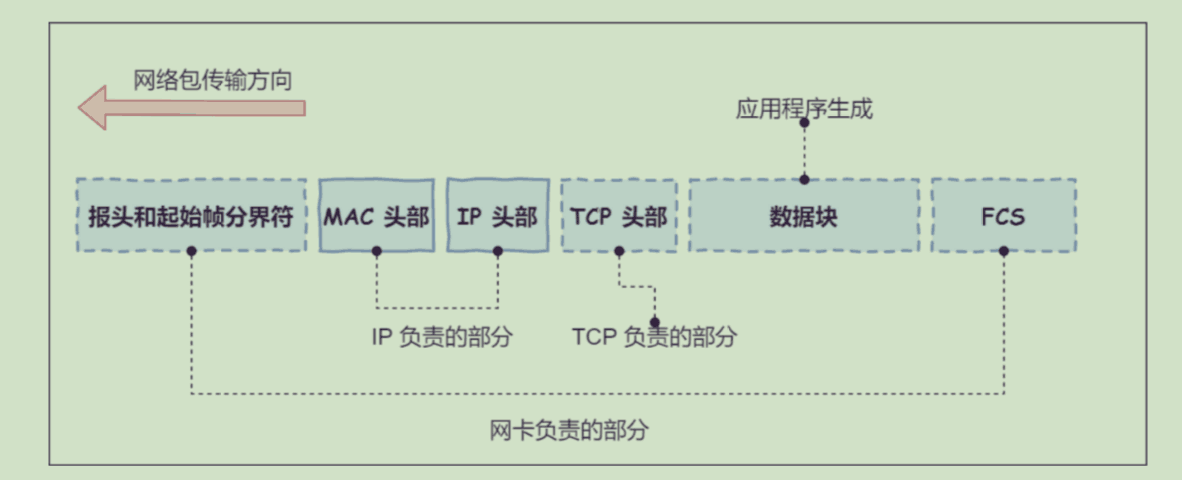 网络包传输方向
应用程序生成
报头和起始帧分界符
MAC 头部
IP 头部
TCP 头部
数据块
FCS
IP 负责的部分
TCP 负责的部分
网卡负责的部分